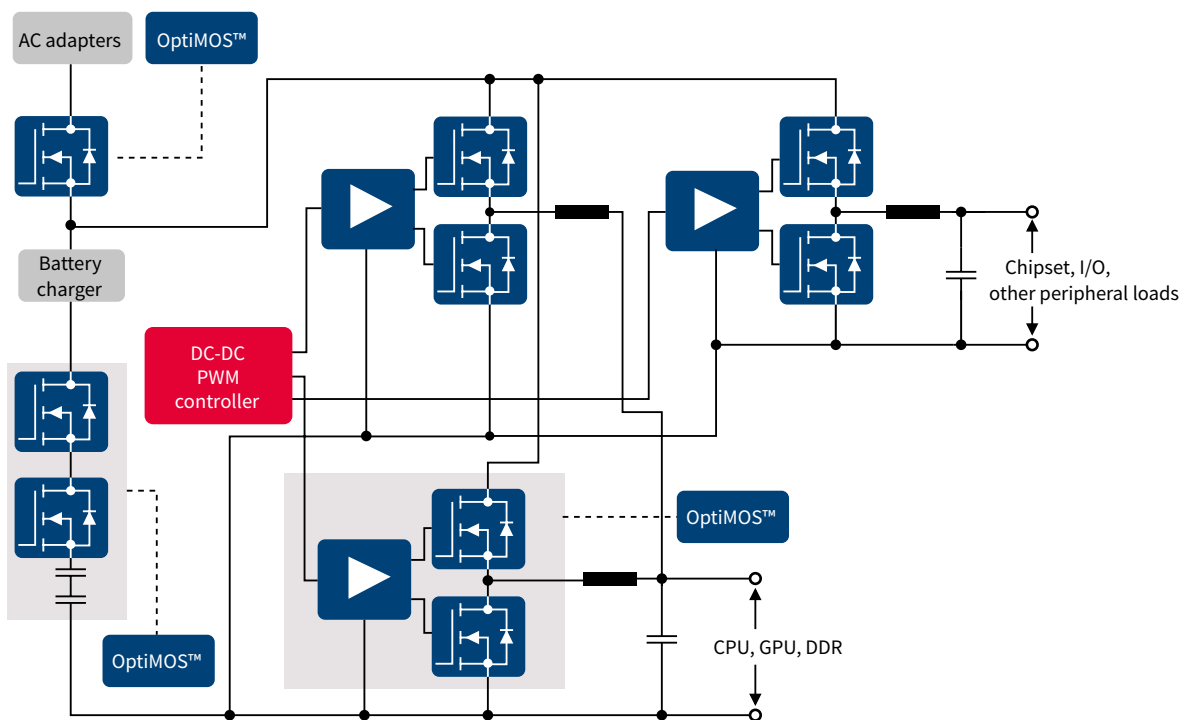 AC adapters
OptiMOS™
Battery
charger
Chipset, I/O,
other peripheral loads
DC-DC
PWM
controller
OptiMOS™
CPU, GPU, DDR
OptiMOS™